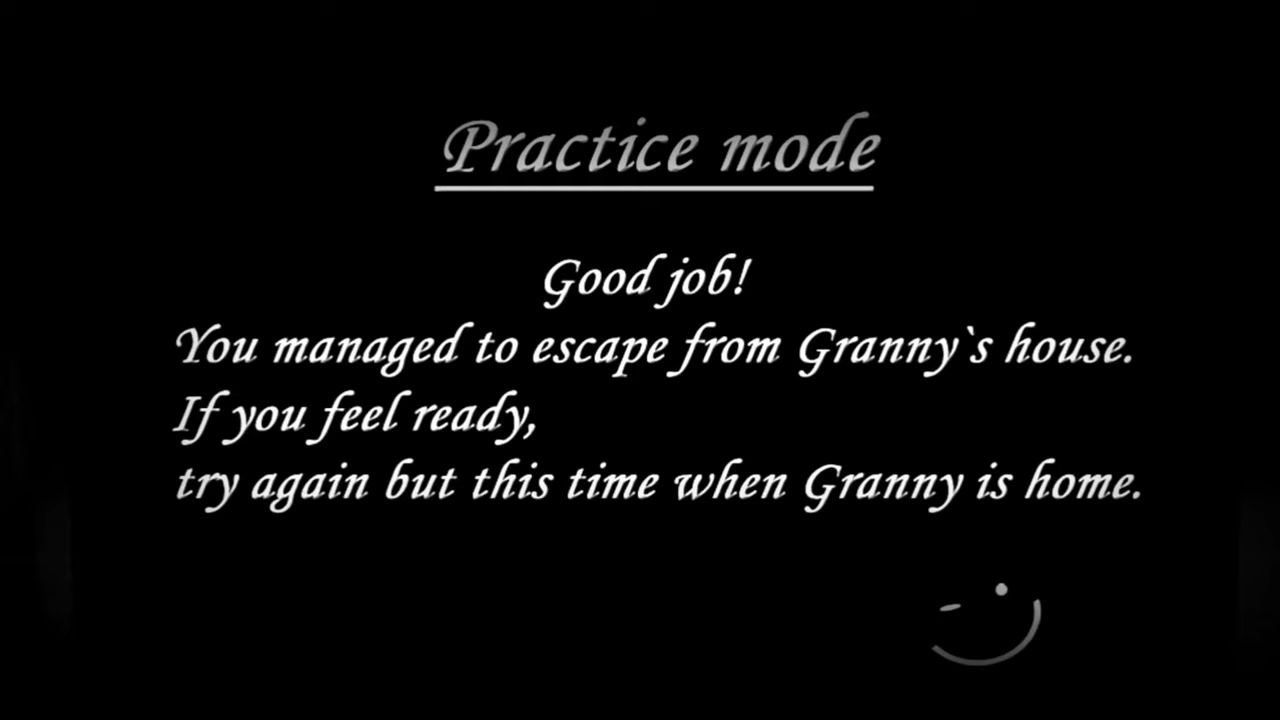 Practice mode
Good job!
You managed to escape from Granny`s house.
If you feel ready,
try again but this time when Granny is home.